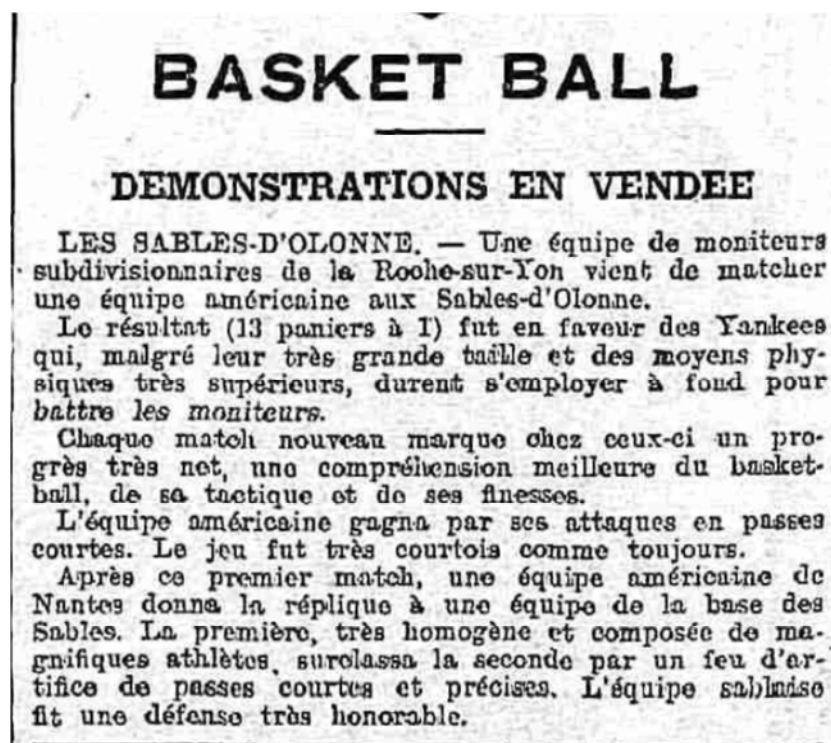 BASKET BALL
DEMONSTRATIONS EN VENDEE
LES SABLES-D'OLONNE. — Une équipe de moniteurs
subdivisionnaires de la Roche-sur-Yon vient de matcher
une équipe américaine aux Sables-d'Olonne.
Le résultat (13 paniers à 1) fut en faveur des Yankees
qui, malgré leur très grande taille et des moyens phy-
siques très supérieurs, durent s'employer à fond pour
battre les moniteurs.
Chaque match nouveau marque chez ceux-ci un pro-
grès très net, une compréhension meilleure du basket-
ball, de sa tactique et de ses finesses.
L'équipe américaine gagna par ses attaques en passes
courtes. Le jeu fut très courtois comme toujours.
Après ce premier match, une équipe américaine de
Nantes donna la réplique à une équipe de la base des
Sables. La première, très homogène et composée de ma-
gnifiques athlètes, surclassa la seconde par un feu d'ar-
tifice de passes courtes et précises. L'équipe sablaise
fit une défense très honorable.